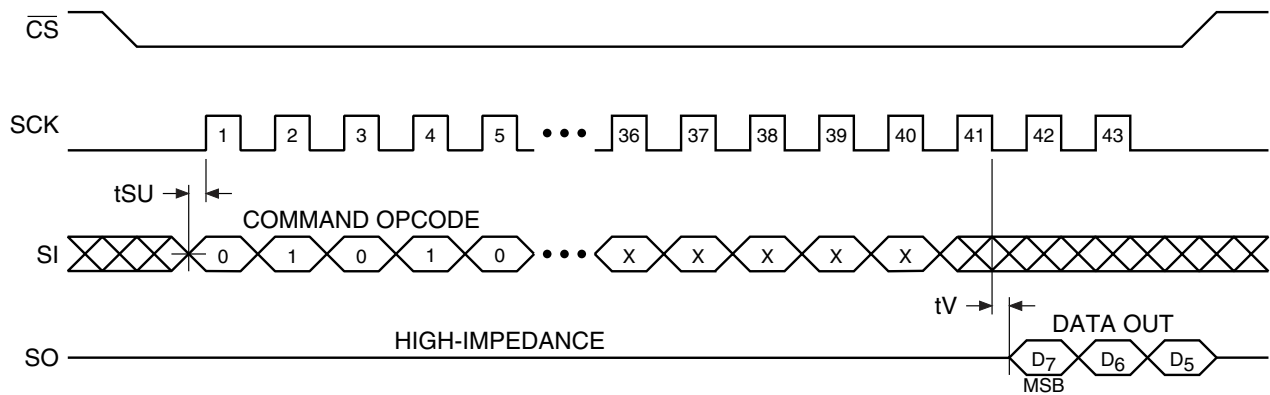 CS
SCK
1 2 3 4 5 ••• 36 37 38 39 40 41 42 43
tSU
COMMAND OPCODE
SI
0 1 0 1 0 ••• X X X X X
tV
DATA OUT
HIGH-IMPEDANCE
SO
D7 D6 D5
MSB